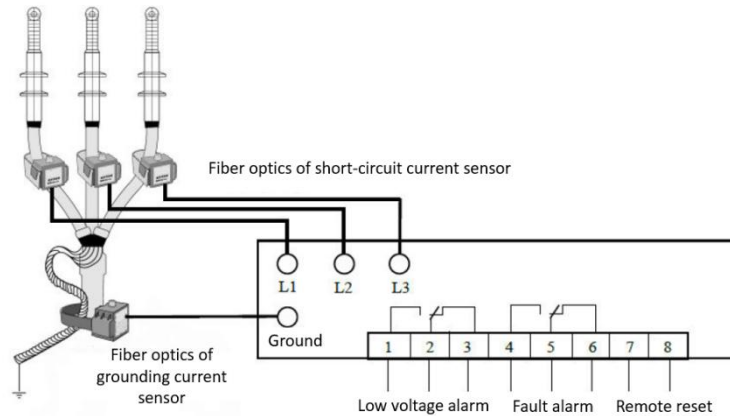 Fiber optics of short-circuit current sensor
L1 L2 L3
Ground
Fiber optics of
grounding current
sensor
1 2 3 4 5 6 7 8
Low voltage alarm Fault alarm Remote reset